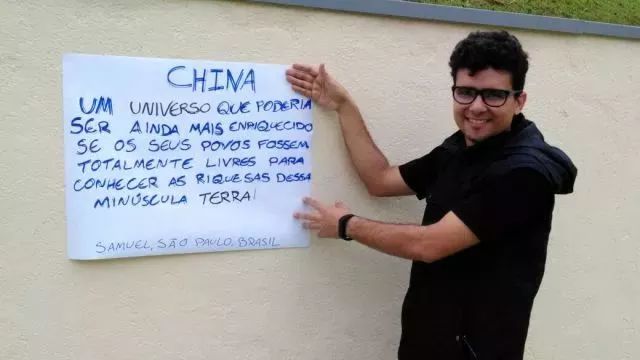 CHINA
UM UNIVERSO QUE PODERIA
SER AINDA MAIS ENRIQUECIDO
SE OS SEUS POVOS FOSSEM
TOTALMENTE LIVRES PARA
CONHECER AS RIQUESAS DESSA
MINÚSCULA TERRA!
SAMUEL, SÃO PAULO, BRASIL